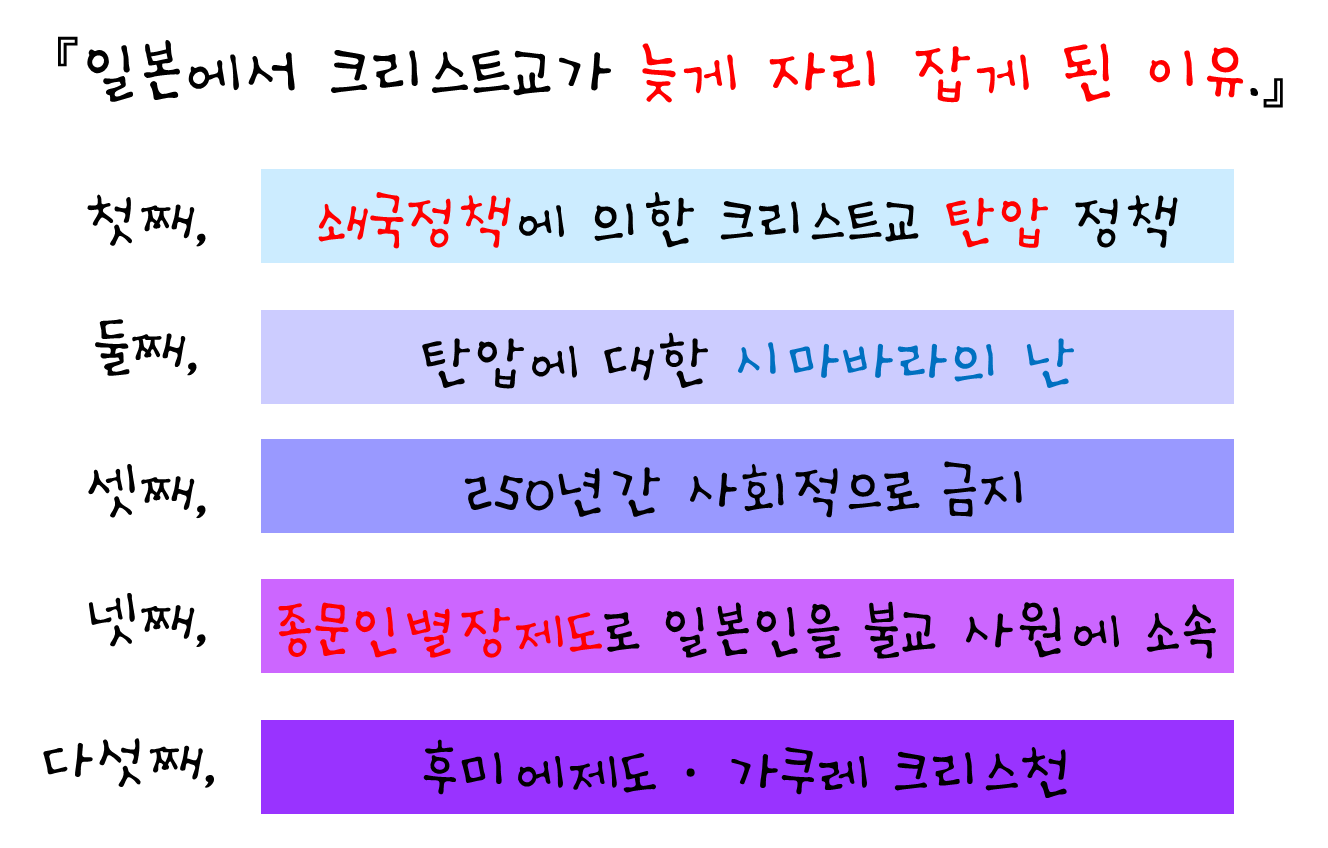 『일본에서 크리스트교가 늦게 자리 잡게 된 이유.』
첫째, 쇄국정책에 의한 크리스트교 탄압 정책
둘째, 탄압에 대한 시마바라의 난
셋째, 250년간 사회적으로 금지
넷째, 종문인별장제도로 일본인을 불교 사원에 소속
다섯째, 후미에제도 · 가쿠레 크리스천